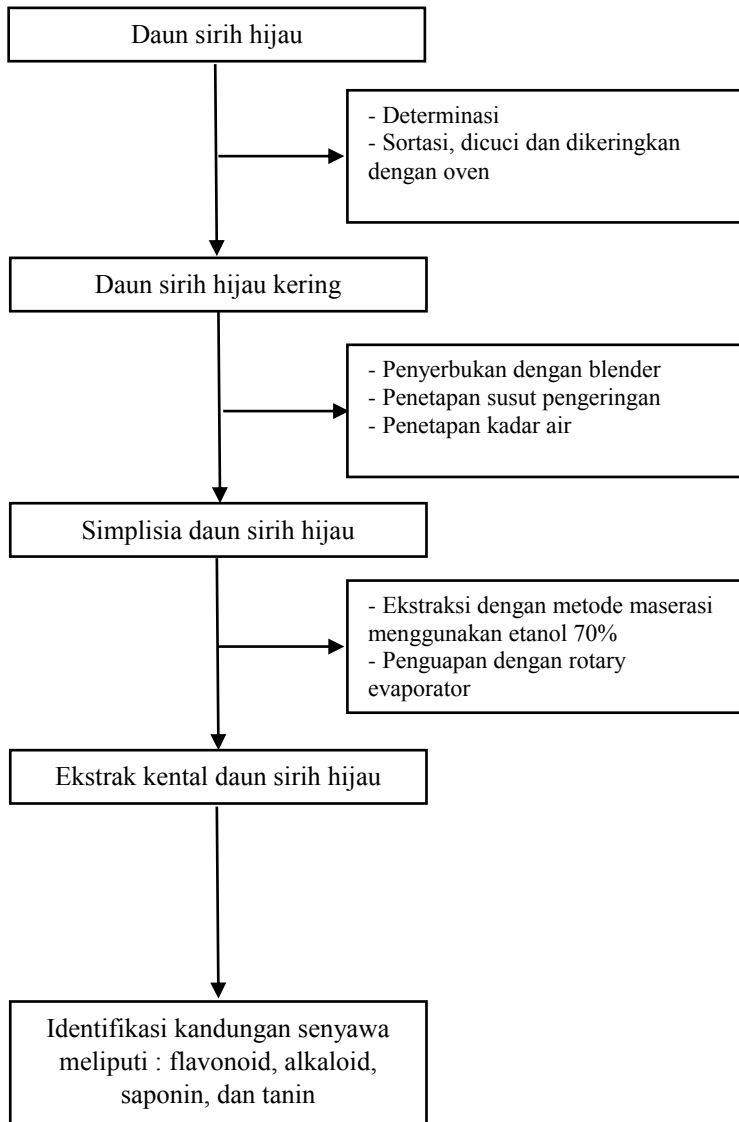 Daun sirih hijau
- Determinasi
- Sortasi, dicuci dan dikeringkan
dengan oven
Daun sirih hijau kering
- Penyerbukan dengan blender
- Penetapan susut pengeringan
- Penetapan kadar air
Simplisia daun sirih hijau
- Ekstraksi dengan metode maserasi
menggunakan etanol 70%
- Penguapan dengan rotary
evaporator
Ekstrak kental daun sirih hijau
Identifikasi kandungan senyawa
meliputi : flavonoid, alkaloid,
saponin, dan tanin